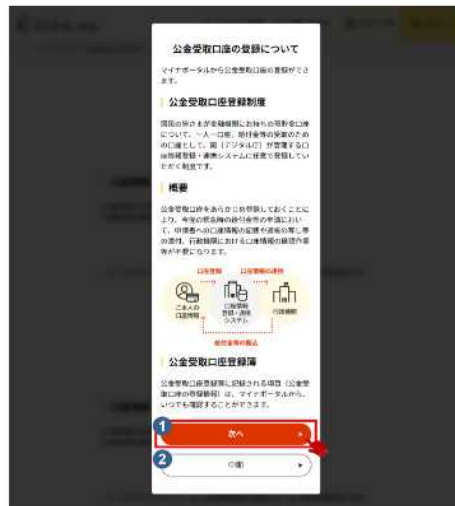 公金受取口座の登録について
マイナポータルから公金受取口座の登録ができ
ます。
公金受取口座登録制度
国民の皆さまが金融機関にお持ちの預貯金口座
について、一人一口座、給付金等の受取のため
の口座として、国（デジタル庁）が管理する口
座情報登録・連携システムに任意で登録してい
ただく制度です。
概要
公金受取口座をあらかじめ登録しておくことに
より、今後の緊急時の給付金等の申請におい
て、申請書への口座情報の記載や通帳の写し等
の添付、行政機関における口座情報の確認作業
等が不要になります。
口座登録 口座情報の連携
ご本人の
口座情報
口座情報
登録・連携
システム
行政機関
給付金等の振込
公金受取口座登録簿
公金受取口座登録簿に記録される項目（公金受
取口座の登録情報）は、マイナポータルから、
いつでも確認することができます。
1 次へ
2 中断